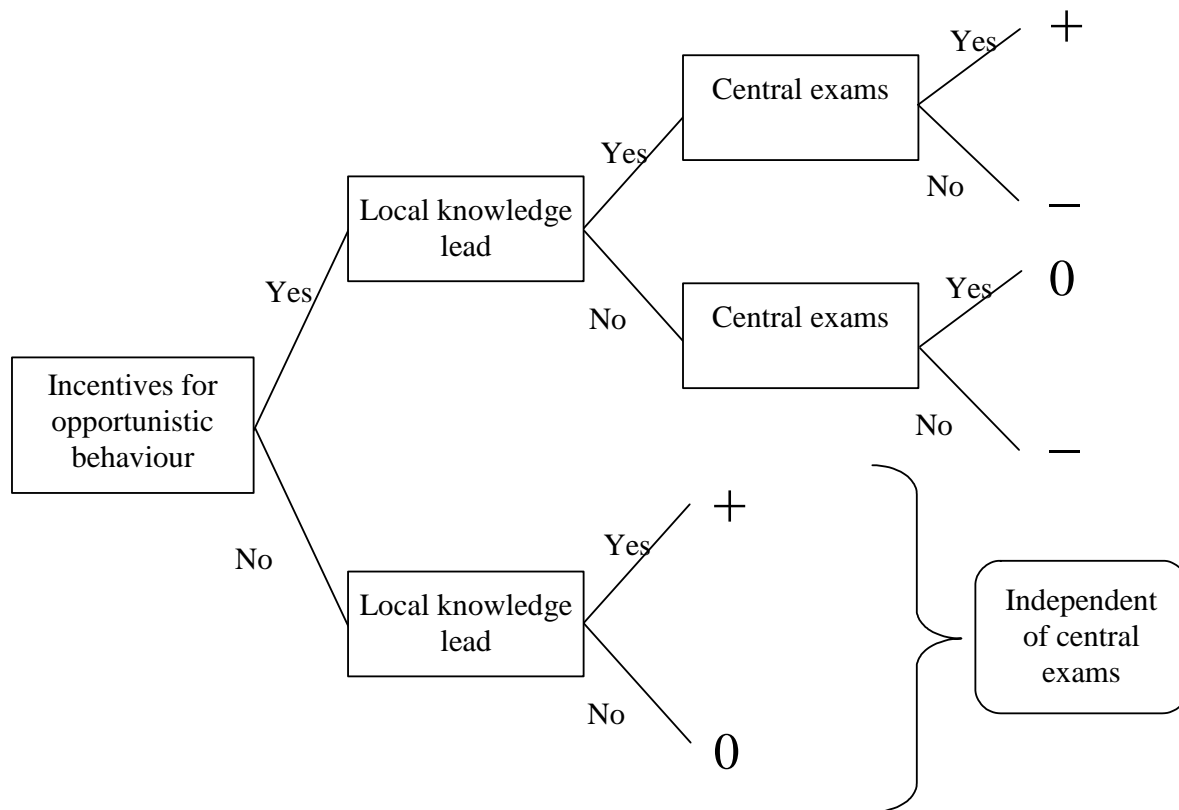 Yes
+
Central exams
Yes
No
−
Local knowledge
lead
Yes
0
Yes
No
Central exams
No
−
Incentives for
opportunistic
behaviour
No
+
Yes
Local knowledge
lead
No
0
Independent
of central
exams